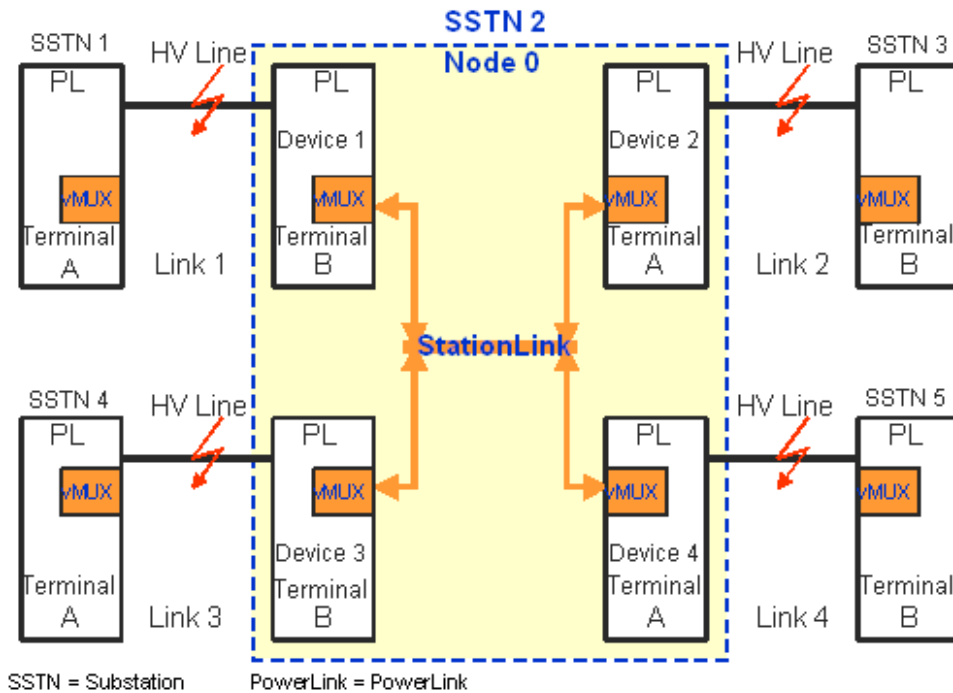 SSTN 2
SSTN 1
HV Line
Node 0
HV Line
SSTN 3
PL
PL
PL
PL
Device 1
Device 2
vMUX
vMUX
vMUX
vMUX
Terminal
A
Link 1
Terminal
B
Terminal
A
Link 2
Terminal
B
StationLink
SSTN 4
HV Line
HV Line
SSTN 5
PL
PL
PL
PL
vMUX
vMUX
vMUX
vMUX
Device 3
Device 4
Terminal
A
Link 3
Terminal
B
Terminal
A
Link 4
Terminal
B
SSTN = Substation
PowerLink = PowerLink